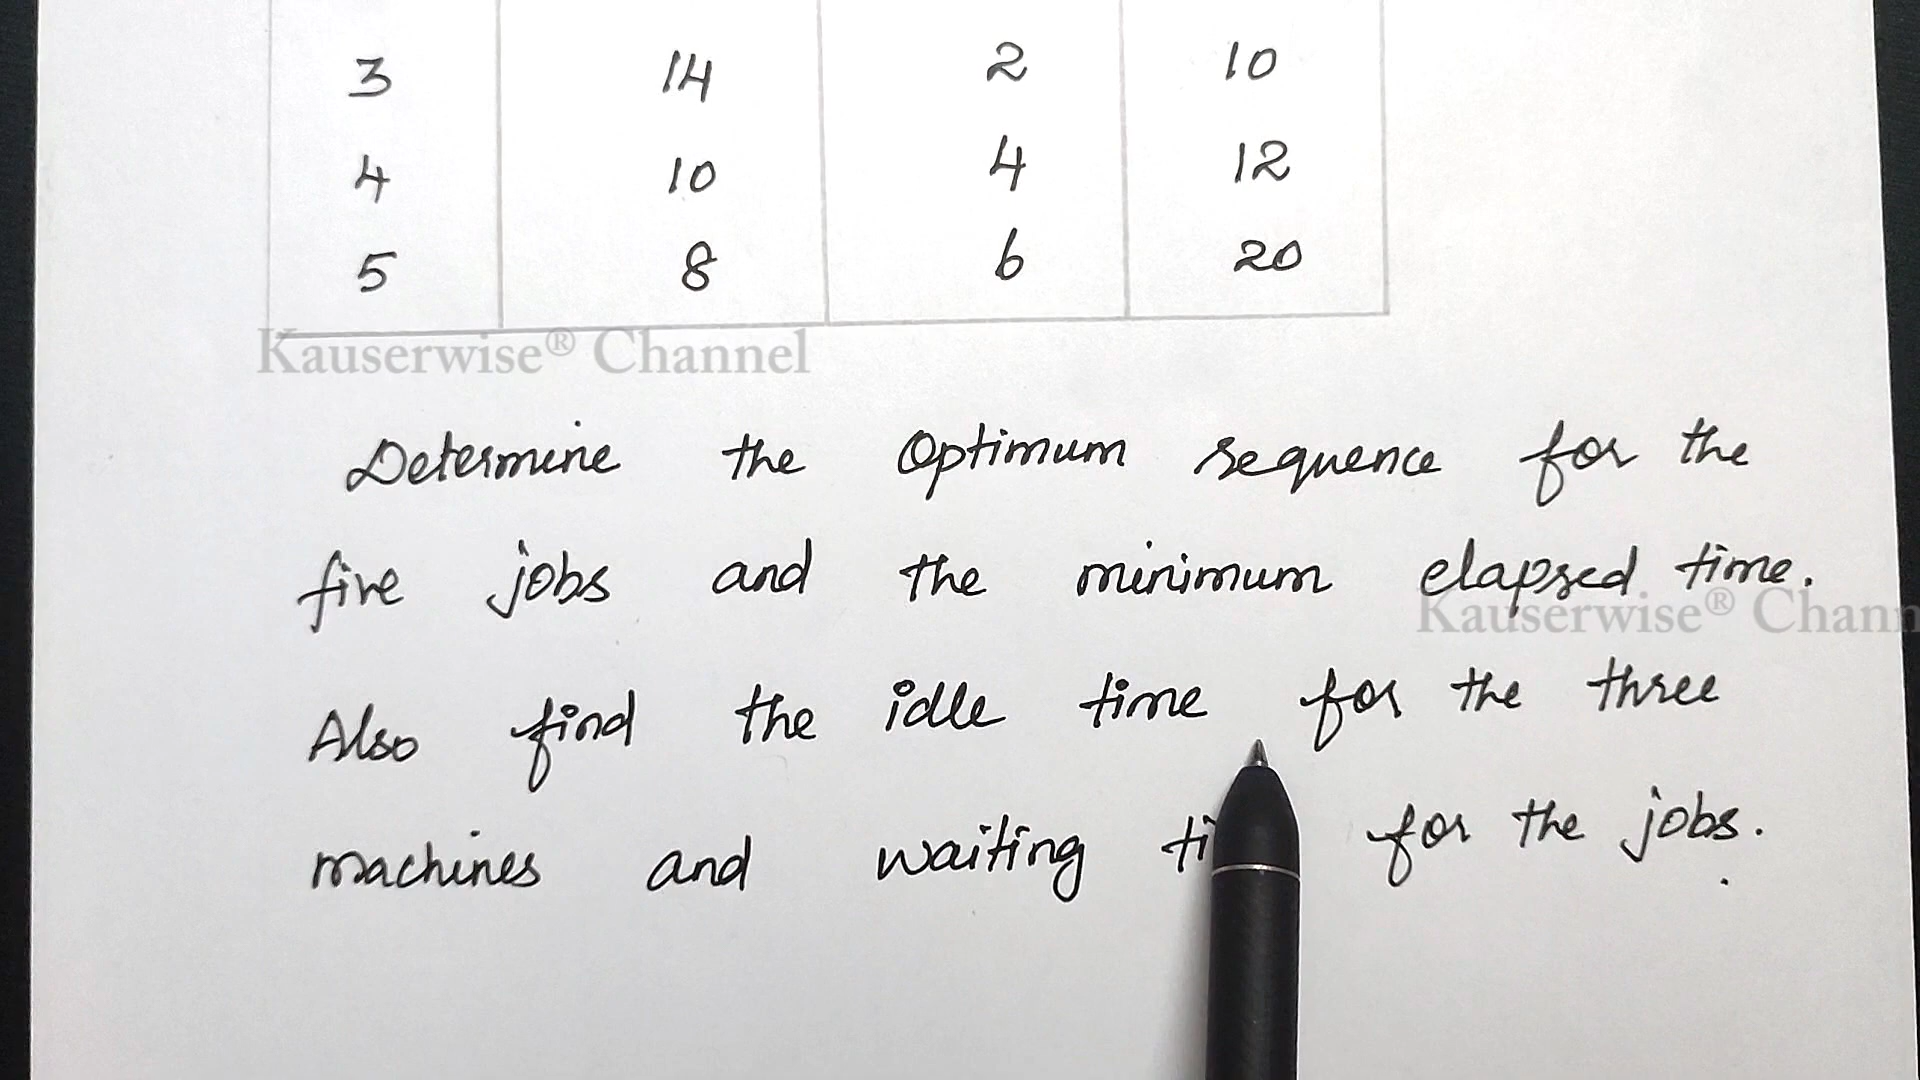 3 14 2 10
4 10 4 12
5 8 6 20
Kauserwise® Channel
Determine the Optimum sequence for the
five jobs and the minimum elapsed time.
Kauserwise® Chann
Also find the idle time for the three
machines and waiting ti for the jobs.